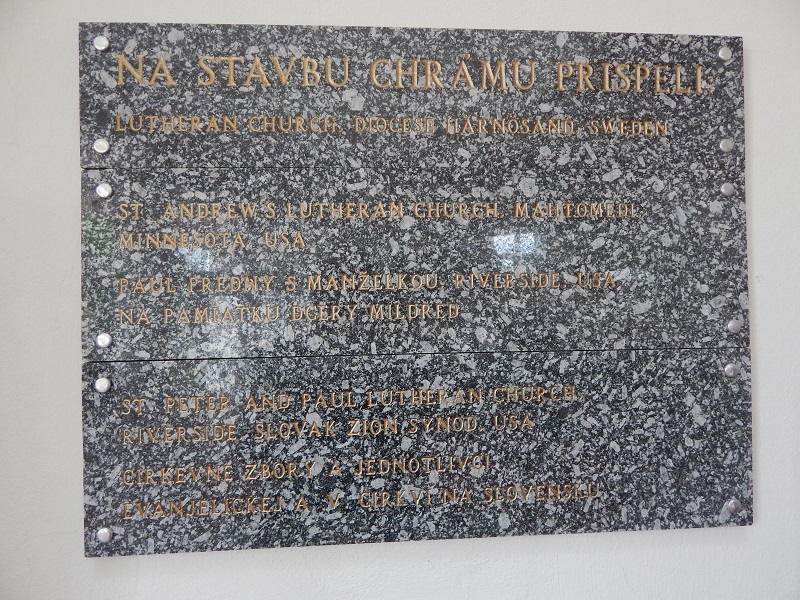 NA STAVBU CHRÁMU PRISPELI:
LUTHERAN CHURCH, DIOCESE HÄRNÖSAND, SWEDEN
ST. ANDREW'S LUTHERAN CHURCH, MAHTOMEDI,
MINNESOTA, USA
PAUL PREDNY S MANŽELKOU, RIVERSIDE, USA
NA PAMIATKU DCÉRY MILDRED
ST. PETER AND PAUL LUTHERAN CHURCH
RIVERSIDE, SLOVAK ZION SYNOD, USA
CIRKEVNÉ ZBORY A JEDNOTLIVCI
EVANJELICKEJ A. V. CIRKVI NA SLOVENSKU